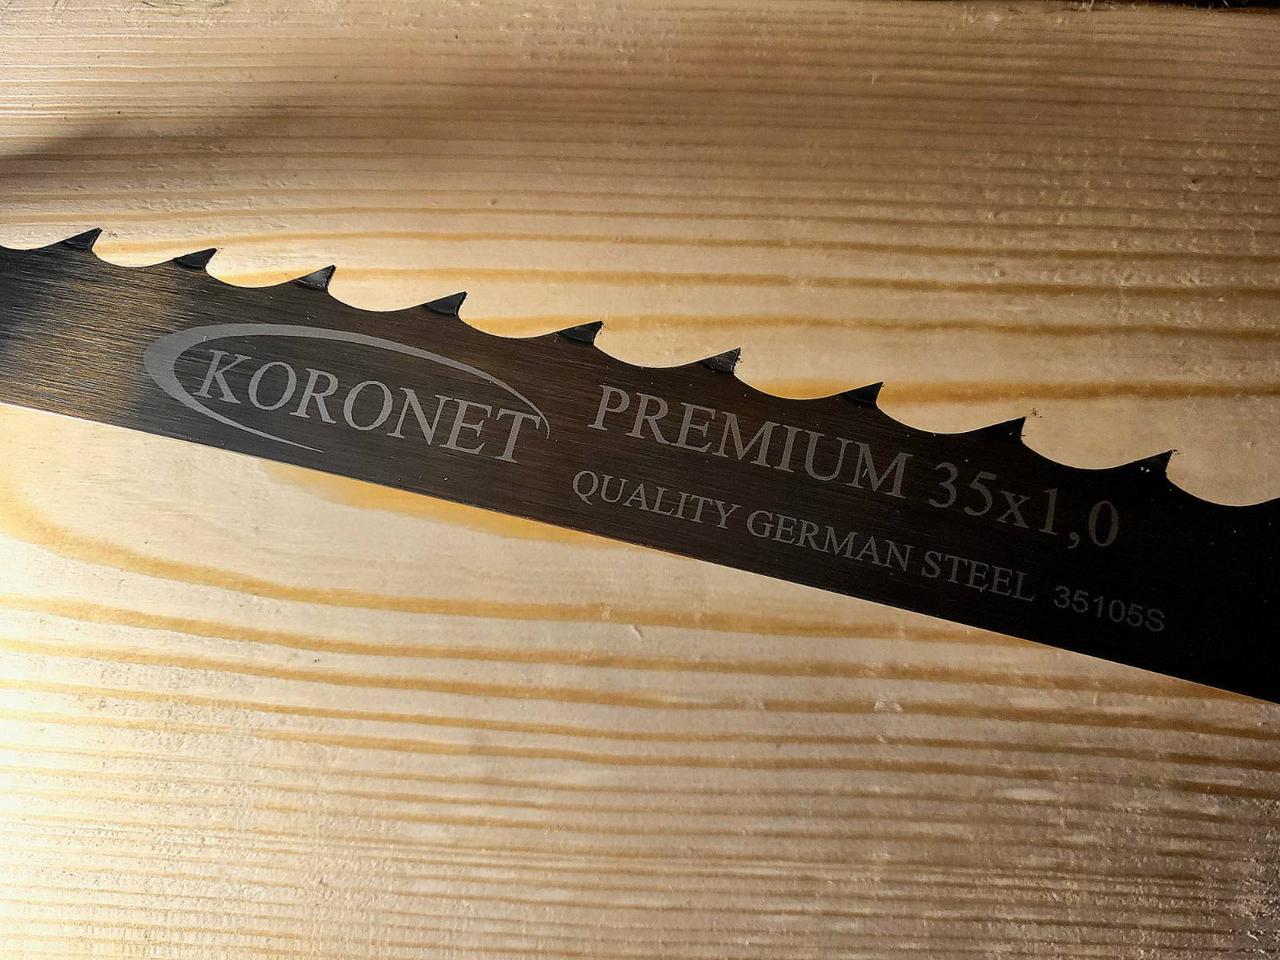 KORONET
PREMIUM 35x1,0
QUALITY GERMAN STEEL 35105S